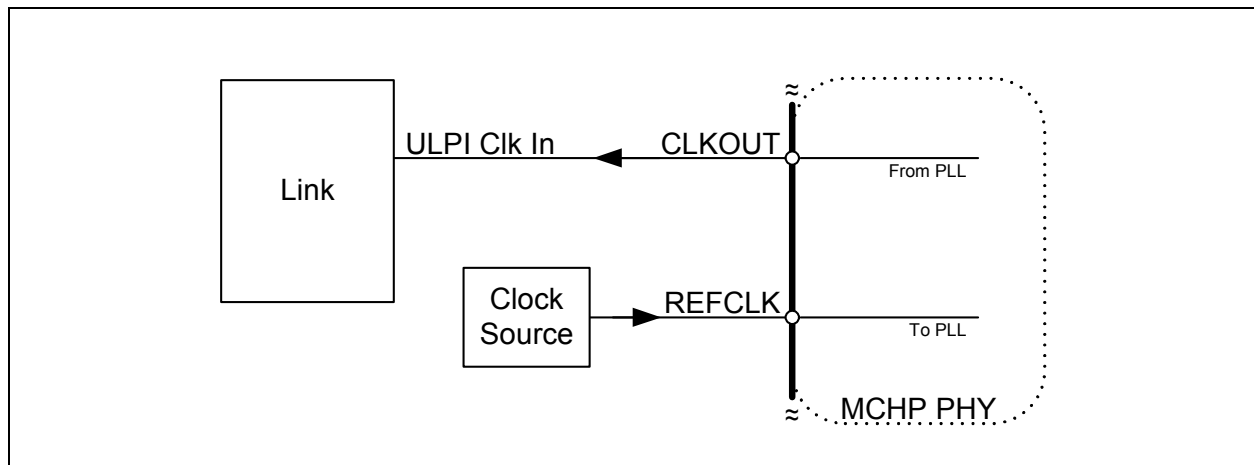 ULPI Clk In
CLKOUT
From PLL
Link
Clock
Source
REFCLK
To PLL
MCHP PHY